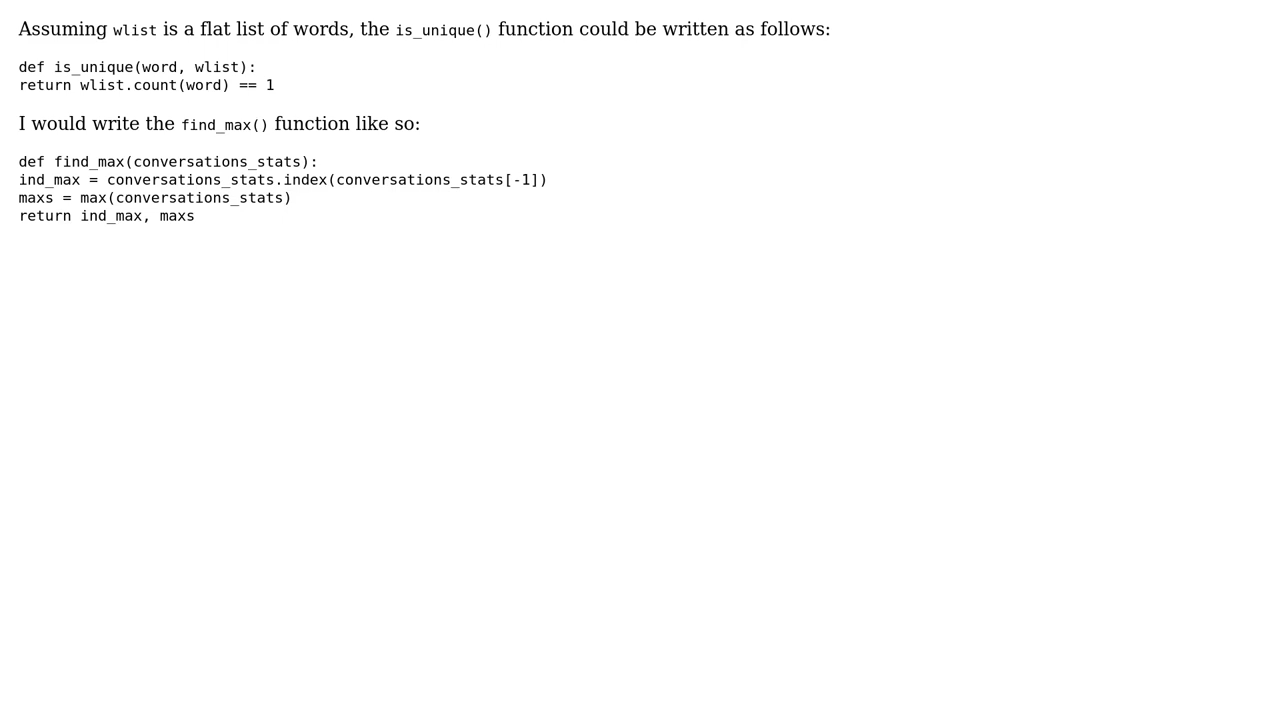 Assuming wlist is a flat list of words, the is_unique() function could be written as follows:
def is_unique(word, wlist):
return wlist.count(word) == 1
I would write the find_max() function like so:
def find_max(conversations_stats):
ind_max = conversations_stats.index(conversations_stats[-1])
maxs = max(conversations_stats)
return ind_max, maxs